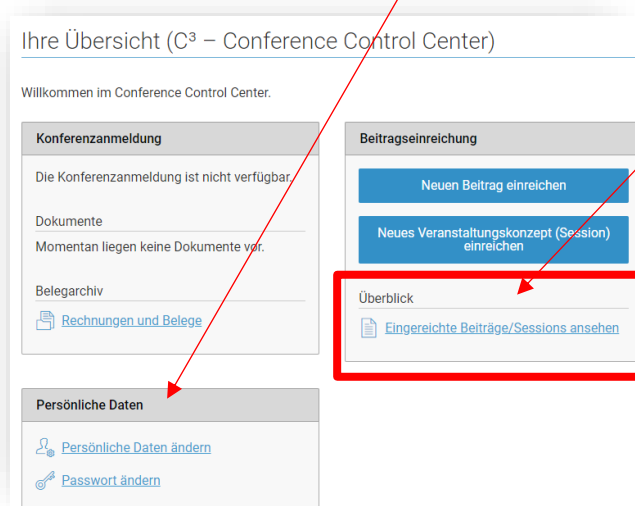 Ihre Übersicht (C³ – Conference Control Center)
Willkommen im Conference Control Center.
Konferenzanmeldung
Die Konferenzanmeldung ist nicht verfügbar.
Dokumente
Momentan liegen keine Dokumente vor.
Belegarchiv
Rechnungen und Belege
Beitragseinreichung
Neuen Beitrag einreichen
Neues Veranstaltungskonzept (Session)
einreichen
Überblick
Eingereichte Beiträge/Sessions ansehen
Persönliche Daten
Persönliche Daten ändern
Passwort ändern